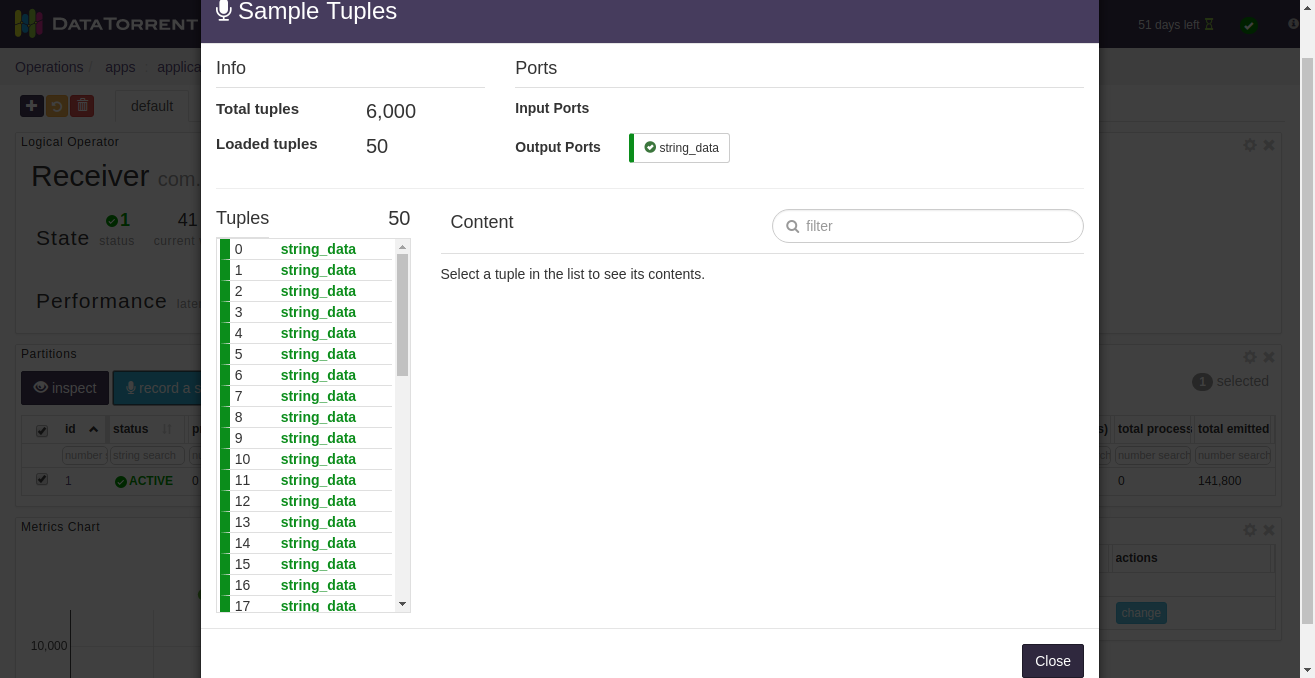 Sample Tuples
DATATORRENT
51 days left
Operations / apps
default
Info
Ports
Total tuples 6,000
Input Ports
Loaded tuples 50
Output Ports string_data
Logical Operator
Receiver com.
1
status
41
current
State
Performance
Tuples 50
Content
filter
Select a tuple in the list to see its contents.
0 string_data
1 string_data
2 string_data
3 string_data
4 string_data
5 string_data
6 string_data
7 string_data
8 string_data
9 string_data
10 string_data
11 string_data
12 string_data
13 string_data
14 string_data
15 string_data
16 string_data
17 string_data
Partitions
1 selected
inspect
record a s
id status
total process total emitted
number string search
number search number search
1 ACTIVE 0
0 141,800
Metrics Chart
actions
change
10,000
Close